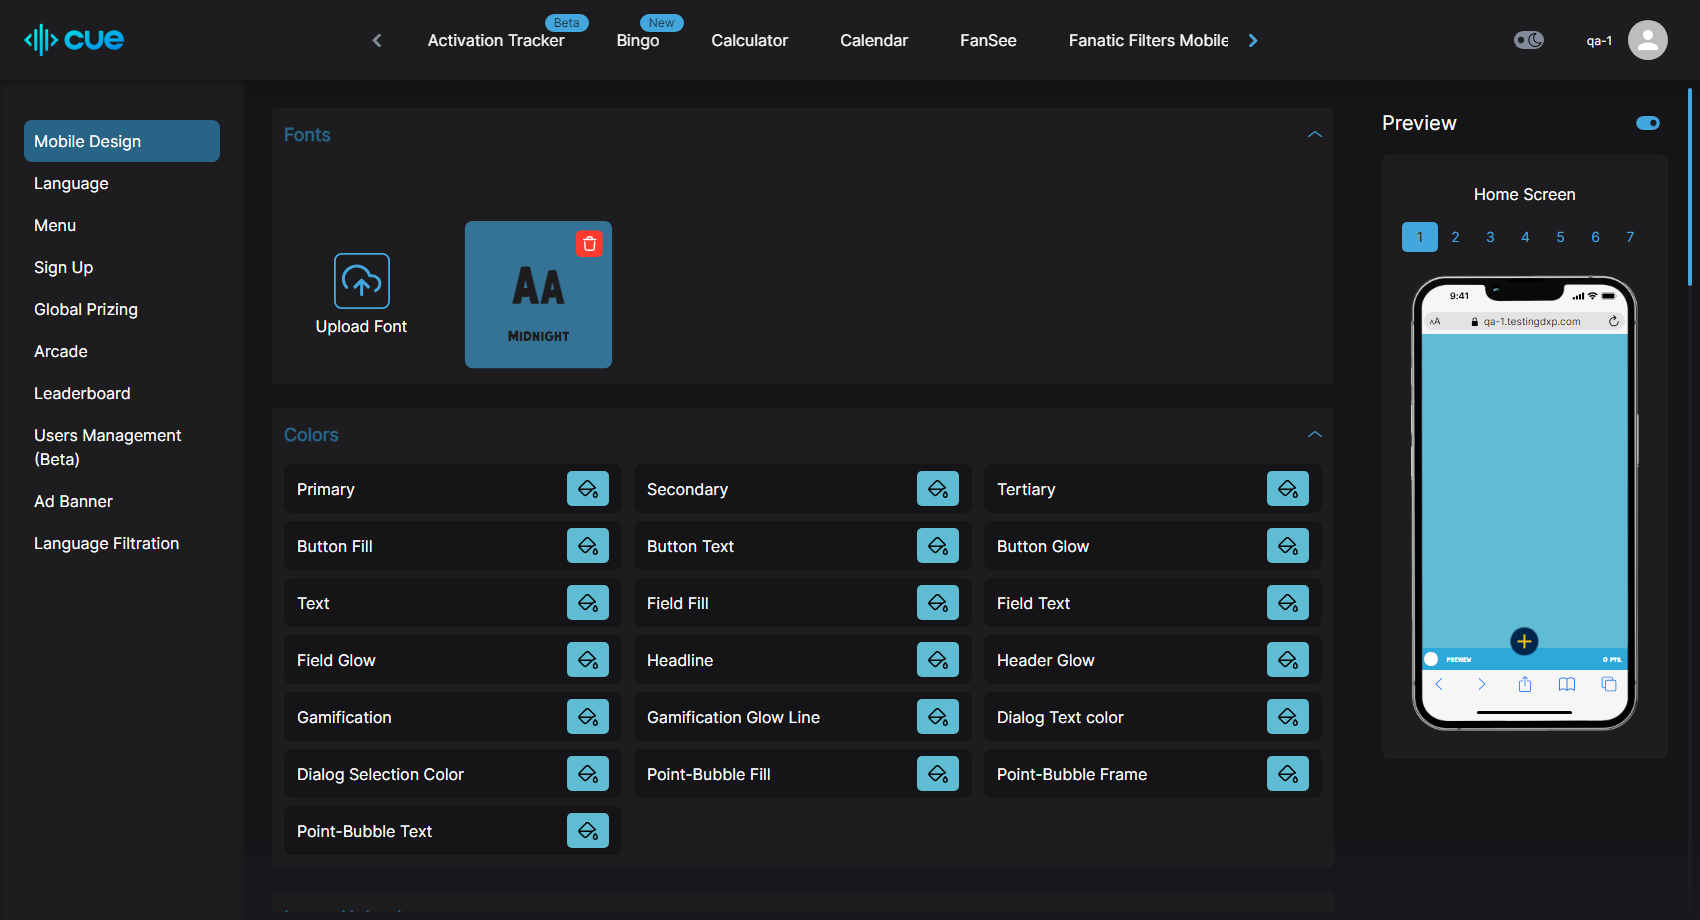 cue
Activation Tracker
Beta
Bingo
New
Calculator
Calendar
FanSee
Fanatic Filters Mobile
qa-1
Mobile Design
Language
Menu
Sign Up
Global Prizing
Arcade
Leaderboard
Users Management
(Beta)
Ad Banner
Language Filtration
Fonts
Upload Font
AA
MIDNIGHT
Colors
Primary
Secondary
Tertiary
Button Fill
Button Text
Button Glow
Text
Field Fill
Field Text
Field Glow
Headline
Header Glow
Gamification
Gamification Glow Line
Dialog Text color
Dialog Selection Color
Point-Bubble Fill
Point-Bubble Frame
Point-Bubble Text
Preview
Home Screen
1 2 3 4 5 6 7
9:41
AA qa-1.testingdxp.com
PREVIEW 0 PTS.